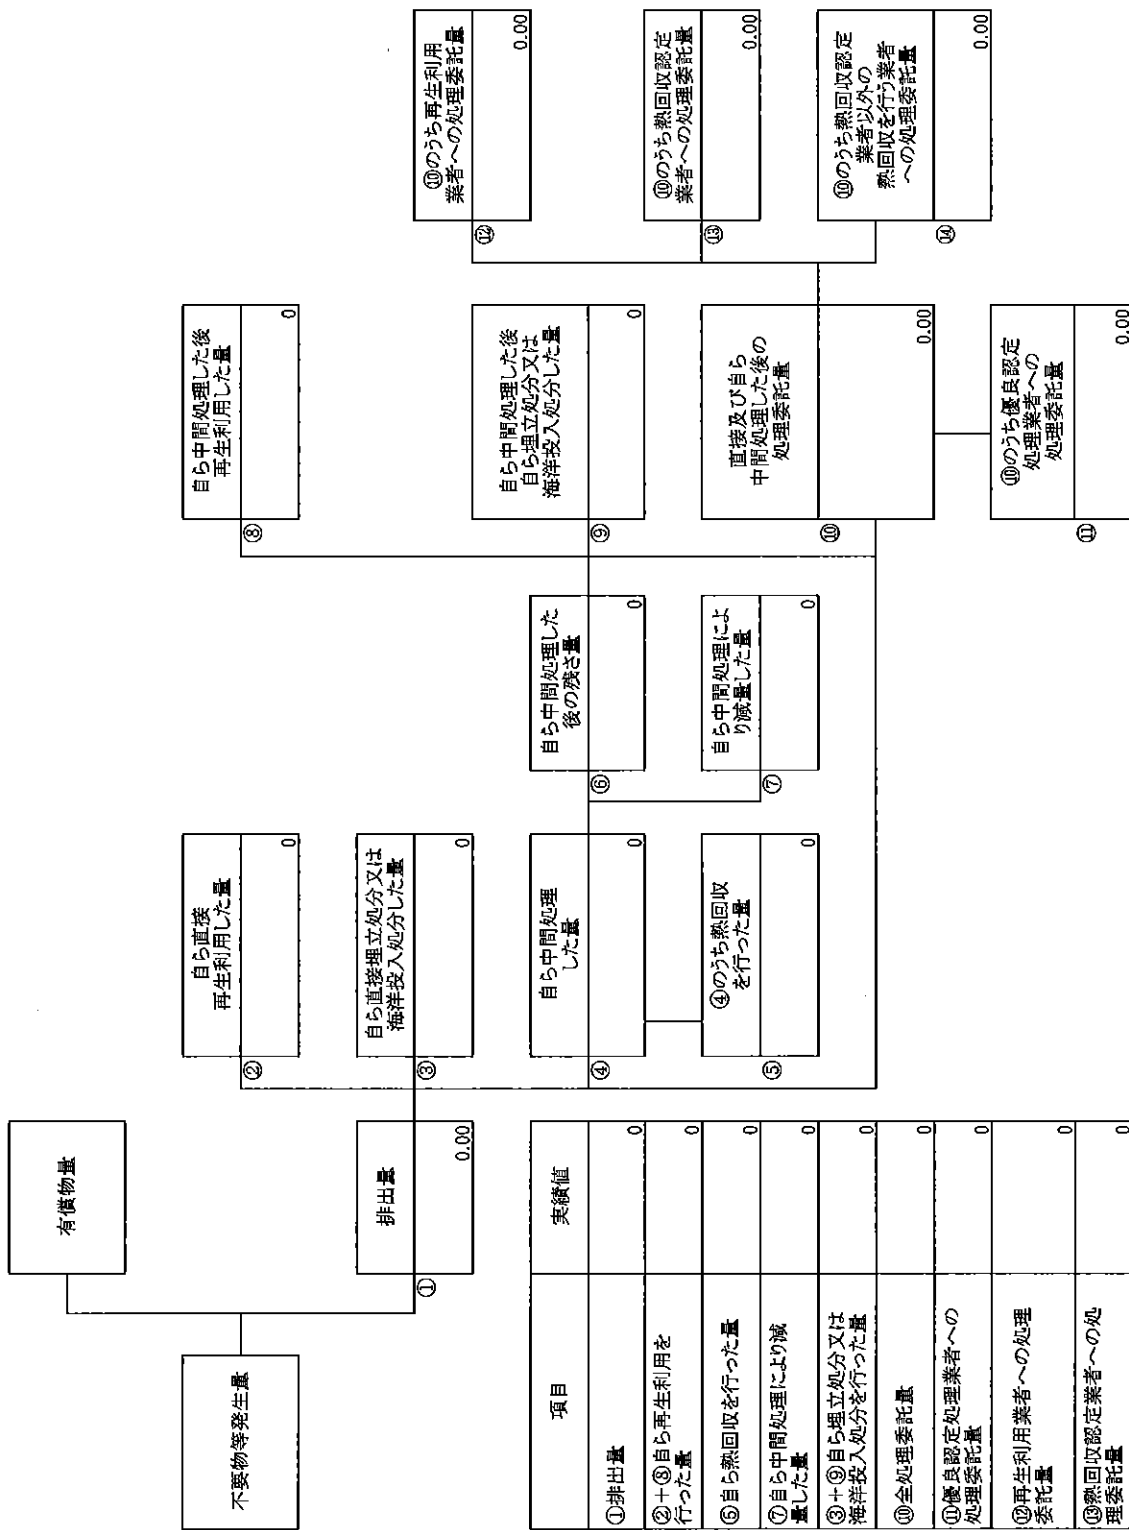 不要物等発生量
有償物量
①
排出量
0.00
②
自ら直接
再生利用した量
0
③
自ら直接埋立処分又は
海洋投入処分した量
0
④
自ら中間処理
した量
0
⑤
④のうち熱回収
を行った量
0
⑥
自ら中間処理した
後の残さ量
0
⑦
自ら中間処理によ
り減量した量
0
⑧
自ら中間処理した後
再生利用した量
0
⑨
自ら中間処理した後
自ら埋立処分又は
海洋投入処分した量
0
⑩
直接及び自ら
中間処理した後の
処理委託量
0.00
⑪
⑩のうち優良認定
処理業者への
処理委託量
0.00
⑫
⑩のうち再生利用
業者への処理委託量
0.00
⑬
⑩のうち熱回収認定
業者への処理委託量
0.00
⑭
⑩のうち熱回収認定
業者以外の
熱回収を行う業者
への処理委託量
0.00
項目 実績値
①排出量 0
②+⑧自ら再生利用を
行った量 0
⑤自ら熱回収を行った量 0
⑦自ら中間処理により減
量した量 0
③+⑨自ら埋立処分又は
海洋投入処分を行った量 0
⑩全処理委託量 0
⑪優良認定処理業者への
処理委託量 0
⑫再生利用業者への処理
委託量 0
⑬熱回収認定業者への処
理委託量 0